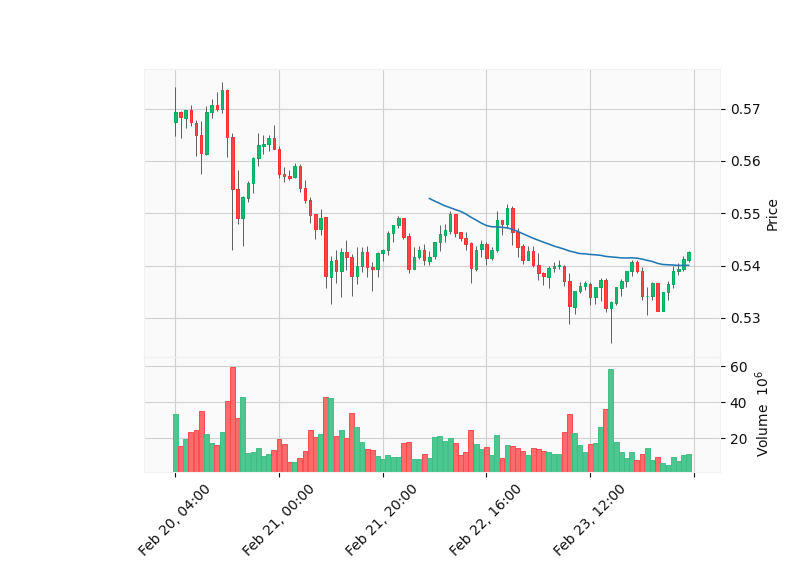 0.57
0.56
0.55
0.54
0.53
Price
60
40
20
Volume 10^6
Feb 20, 04:00
Feb 21, 00:00
Feb 21, 20:00
Feb 22, 16:00
Feb 23, 12:00